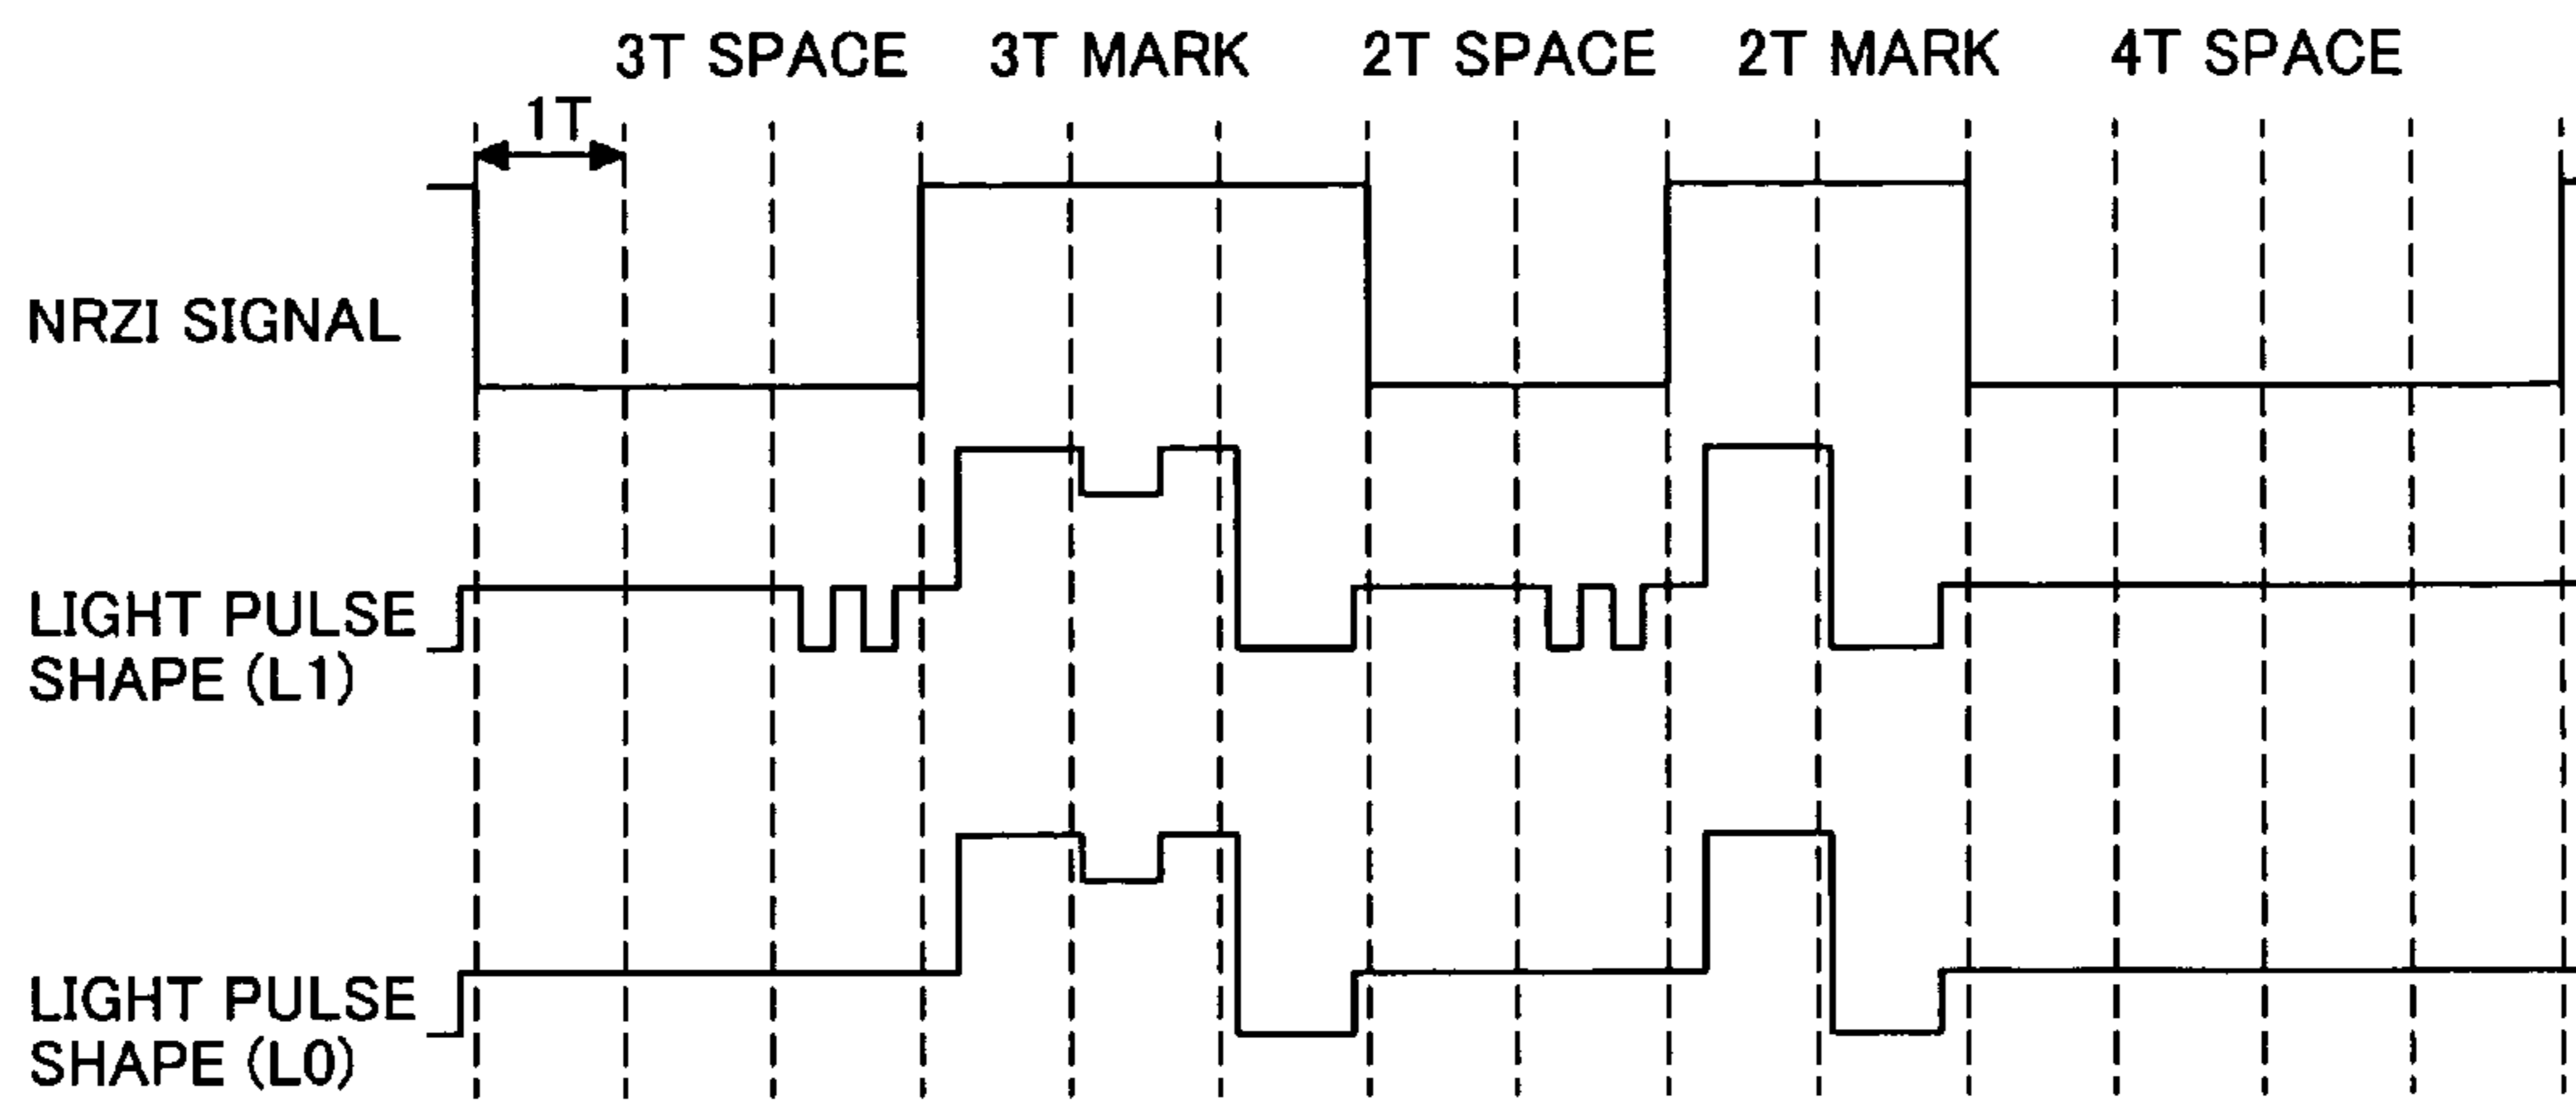 3T SPACE 3T MARK 2T SPACE 2T MARK 4T SPACE
1T
NRZI SIGNAL
LIGHT PULSE
SHAPE (L1)
LIGHT PULSE
SHAPE (L0)